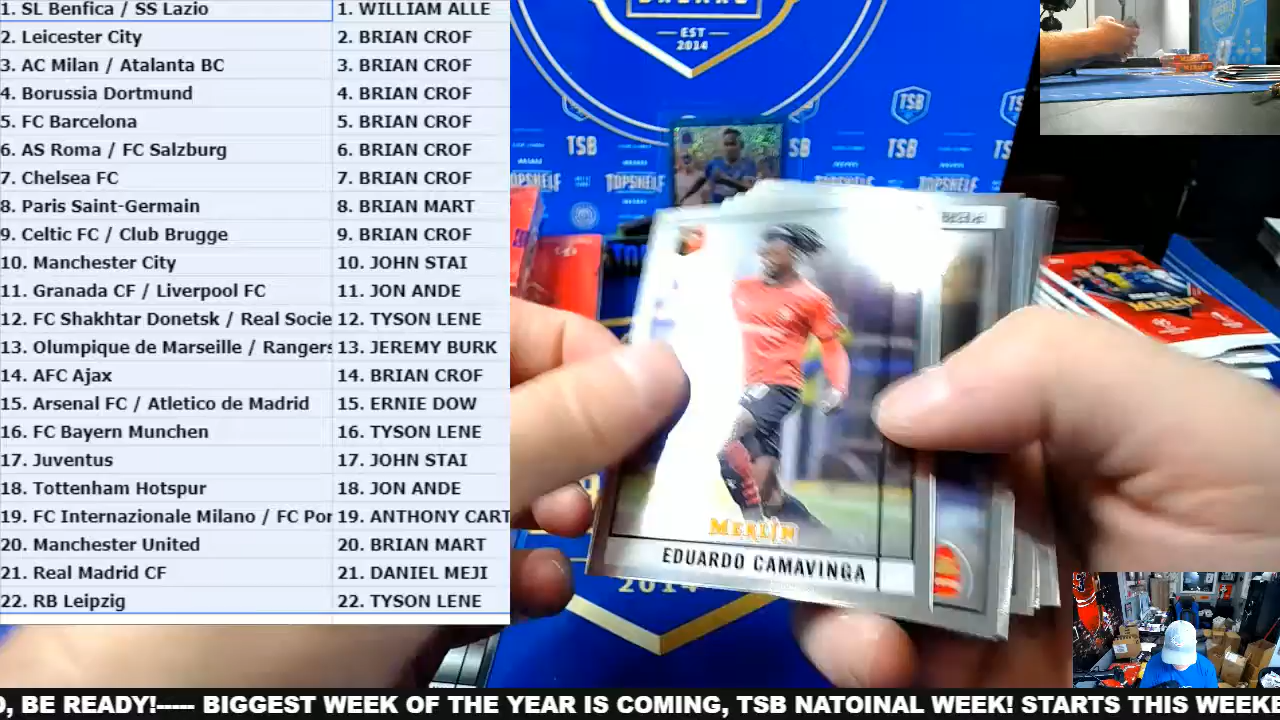 1. SL Benfica / SS Lazio 1. WILLIAM ALLE
2. Leicester City 2. BRIAN CROF
3. AC Milan / Atalanta BC 3. BRIAN CROF
4. Borussia Dortmund 4. BRIAN CROF
5. FC Barcelona 5. BRIAN CROF
6. AS Roma / FC Salzburg 6. BRIAN CROF
7. Chelsea FC 7. BRIAN CROF
8. Paris Saint-Germain 8. BRIAN MART
9. Celtic FC / Club Brugge 9. BRIAN CROF
10. Manchester City 10. JOHN STAI
11. Granada CF / Liverpool FC 11. JON ANDE
12. FC Shakhtar Donetsk / Real Socie 12. TYSON LENE
13. Olumpique de Marseille / Rangers 13. JEREMY BURK
14. AFC Ajax 14. BRIAN CROF
15. Arsenal FC / Atletico de Madrid 15. ERNIE DOW
16. FC Bayern Munchen 16. TYSON LENE
17. Juventus 17. JOHN STAI
18. Tottenham Hotspur 18. JON ANDE
19. FC Internazionale Milano / FC Por 19. ANTHONY CART
20. Manchester United 20. BRIAN MART
21. Real Madrid CF 21. DANIEL MEJI
22. RB Leipzig 22. TYSON LENE
EST
2014
TSB
TSB
TSB
TSB
TOPSHELF
TOPSHELF
MERLIN
MERLIN
EDUARDO CAMAVINGA
2014
, BE READY!----- BIGGEST WEEK OF THE YEAR IS COMING, TSB NATOINAL WEEK! STARTS THIS WEEKE